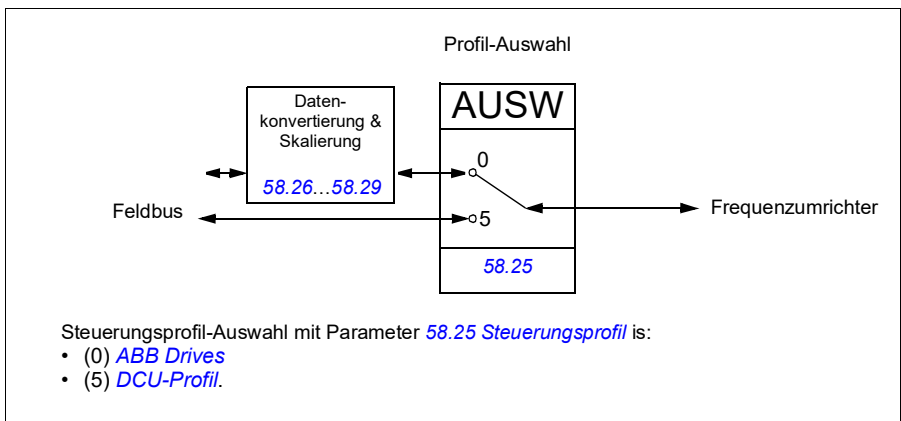 Profil-Auswahl
Daten-
konvertierung &
Skalierung
58.26...58.29
AUSW
0
5
58.25
Feldbus
Frequenzumrichter
Steuerungsprofil-Auswahl mit Parameter 58.25 Steuerungsprofil is:
• (0) ABB Drives
• (5) DCU-Profil.